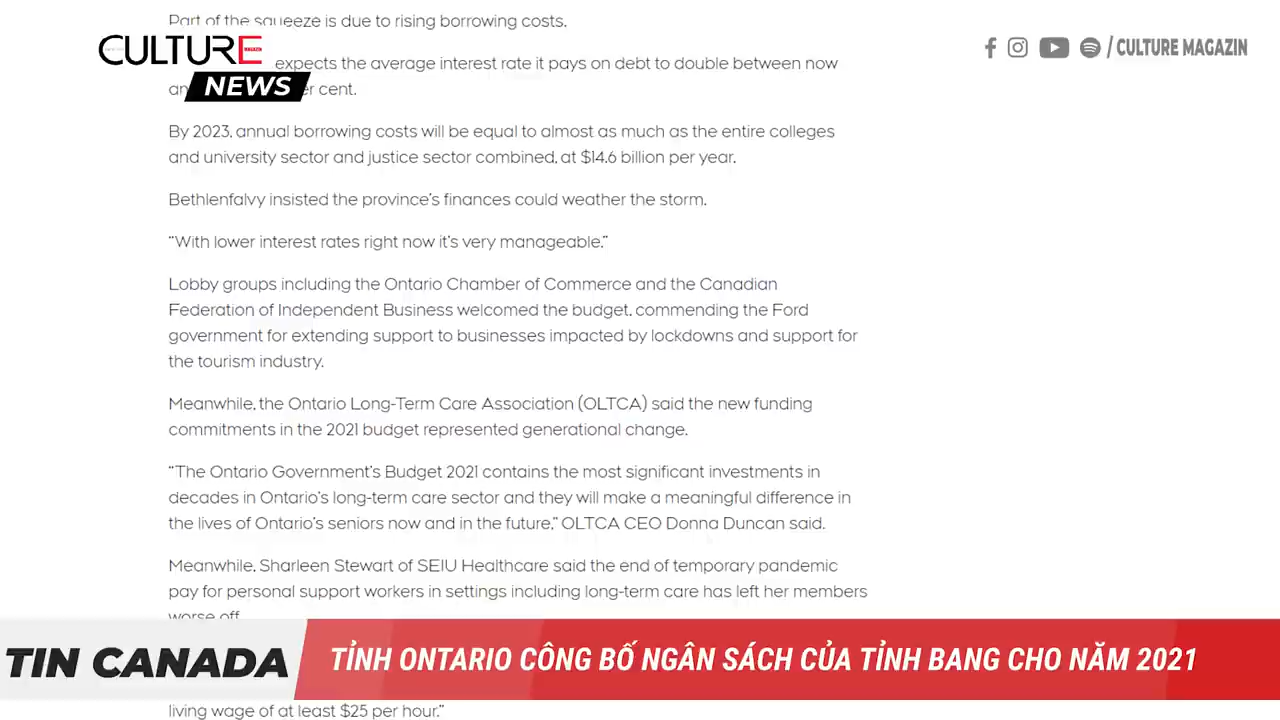 Part of the squeeze is due to rising borrowing costs.
CULTURE
NEWS
/ CULTURE MAGAZIN
expects the average interest rate it pays on debt to double between now
an er cent.
By 2023, annual borrowing costs will be equal to almost as much as the entire colleges
and university sector and justice sector combined, at $14.6 billion per year.
Bethlenfalvy insisted the province's finances could weather the storm.
“With lower interest rates right now it's very manageable.”
Lobby groups including the Ontario Chamber of Commerce and the Canadian
Federation of Independent Business welcomed the budget, commending the Ford
government for extending support to businesses impacted by lockdowns and support for
the tourism industry.
Meanwhile, the Ontario Long-Term Care Association (OLTCA) said the new funding
commitments in the 2021 budget represented generational change.
“The Ontario Government's Budget 2021 contains the most significant investments in
decades in Ontario's long-term care sector and they will make a meaningful difference in
the lives of Ontario's seniors now and in the future,” OLTCA CEO Donna Duncan said.
Meanwhile, Sharleen Stewart of SEIU Healthcare said the end of temporary pandemic
pay for personal support workers in settings including long-term care has left her members
worse off.
TIN CANADA
TỈNH ONTARIO CÔNG BỐ NGÂN SÁCH CỦA TỈNH BANG CHO NĂM 2021
living wage of at least $25 per hour.”